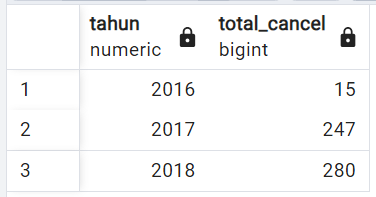 tahun total_cancel
numeric bigint
1 2016 15
2 2017 247
3 2018 280